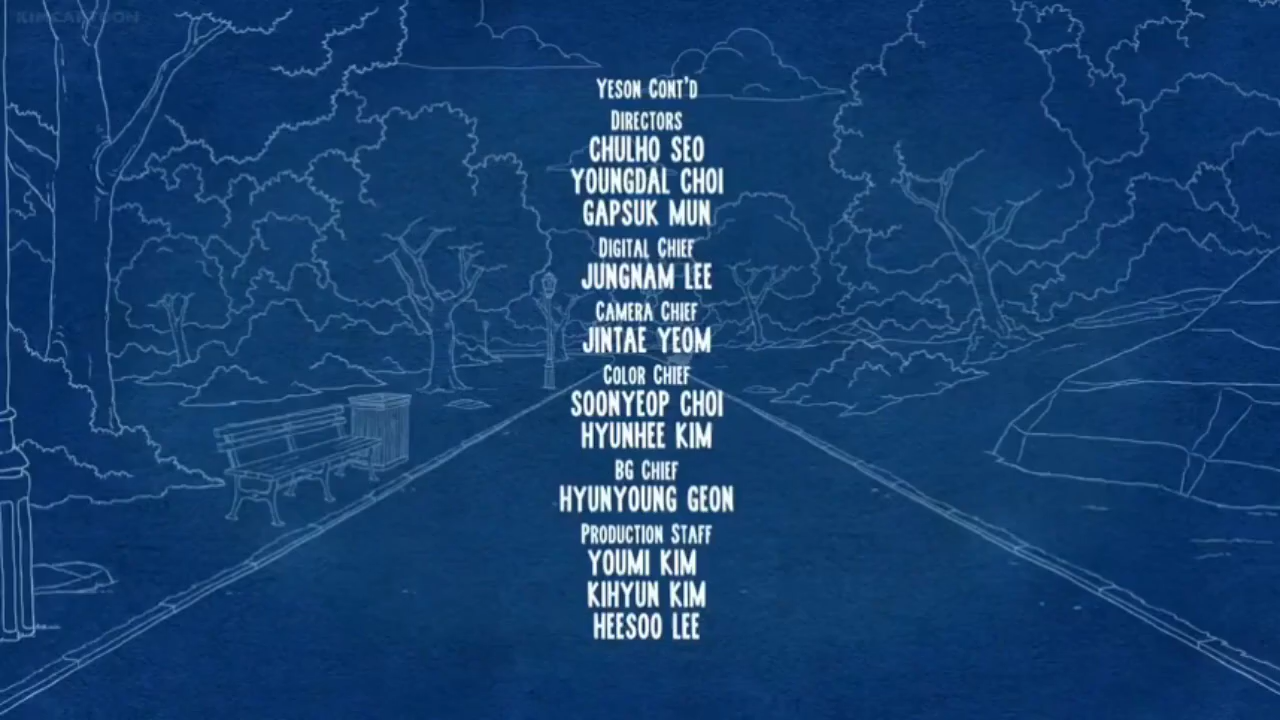 KIMCARTOON
Yeson Cont'd
Directors
CHULHO SEO
YOUNGDAL CHOI
GAPSUK MUN
Digital Chief
JUNGNAM LEE
Camera Chief
JINTAE YEOM
Color Chief
SOONYEOP CHOI
HYUNHEE KIM
BG Chief
HYUNYOUNG GEON
Production Staff
YOUMI KIM
KIHYUN KIM
HEESOO LEE